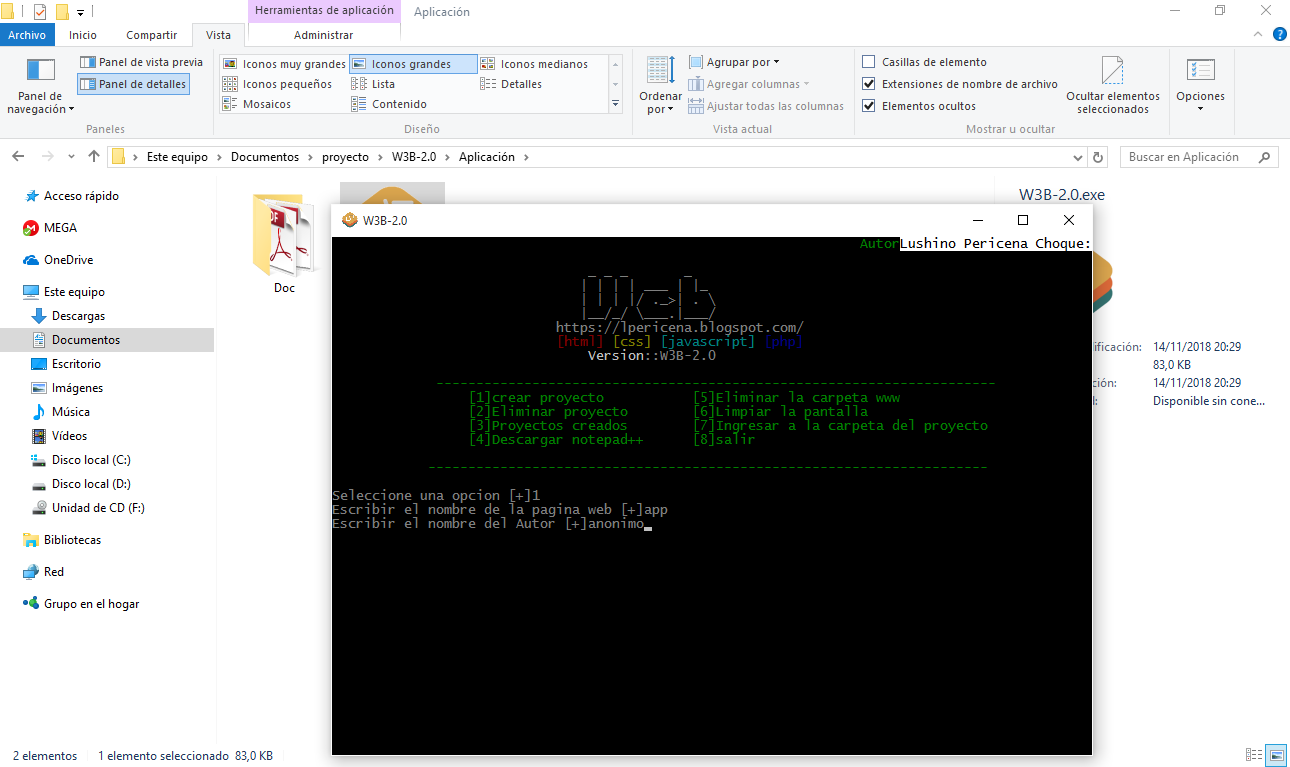 Herramientas de aplicación Aplicación
Archivo Inicio Compartir Vista Administrar
Panel de navegación
Panel de vista previa
Panel de detalles
Paneles
Iconos muy grandes Iconos grandes Iconos medianos
Iconos pequeños Lista Detalles
Mosaicos Contenido
Diseño
Ordenar por
Agrupar por
Agregar columnas
Ajustar todas las columnas
Vista actual
Casillas de elemento
Extensiones de nombre de archivo
Elementos ocultos
Ocultar elementos seleccionados
Mostrar u ocultar
Opciones
Este equipo > Documentos > proyecto > W3B-2.0 > Aplicación >
Buscar en Aplicación
Acceso rápido
MEGA
OneDrive
Este equipo
Descargas
Documentos
Escritorio
Imágenes
Música
Vídeos
Disco local (C:)
Disco local (D:)
Unidad de CD (F:)
Bibliotecas
Red
Grupo en el hogar
PDF
Doc
W3B-2.0.exe
ificación: 14/11/2018 20:29
83,0 KB
ción: 14/11/2018 20:29
d: Disponible sin cone...
W3B-2.0
AutorLushino Pericena Choque:
https://lpericena.blogspot.com/
[html] [css] [javascript] [php]
Version::W3B-2.0
----------------------------------------------------------------------
[1]crear proyecto [5]Eliminar la carpeta www
[2]Eliminar proyecto [6]Limpiar la pantalla
[3]Proyectos creados [7]Ingresar a la carpeta del proyecto
[4]Descargar notepad++ [8]salir
----------------------------------------------------------------------
Seleccione una opcion [+]1
Escribir el nombre de la pagina web [+]app
Escribir el nombre del Autor [+]anonimo_
2 elementos 1 elemento seleccionado 83,0 KB